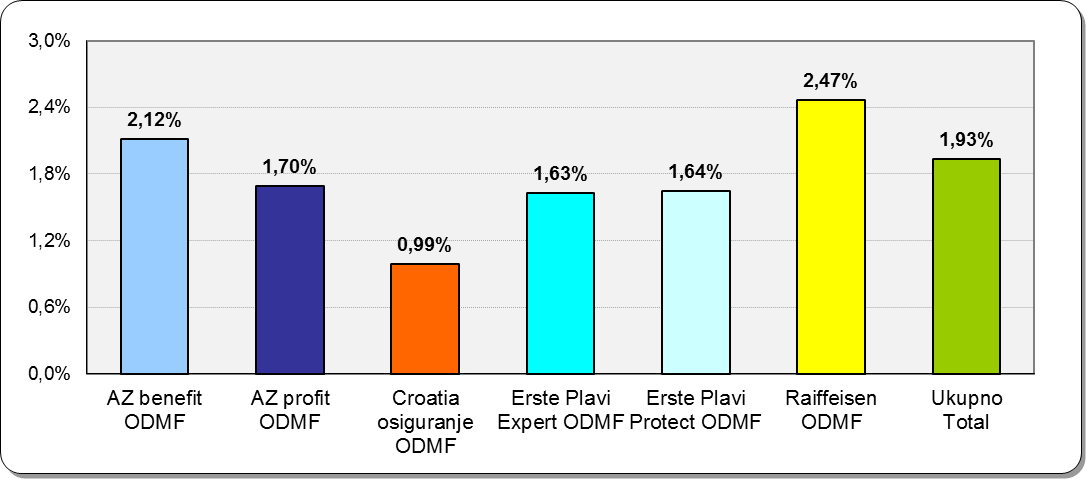 3,0%
2,4%
1,8%
1,2%
0,6%
0,0%
2,12%
1,70%
0,99%
1,63%
1,64%
2,47%
1,93%
AZ benefit
ODMF
AZ profit
ODMF
Croatia
osiguranje
ODMF
Erste Plavi
Expert ODMF
Erste Plavi
Protect ODMF
Raiffeisen
ODMF
Ukupno
Total